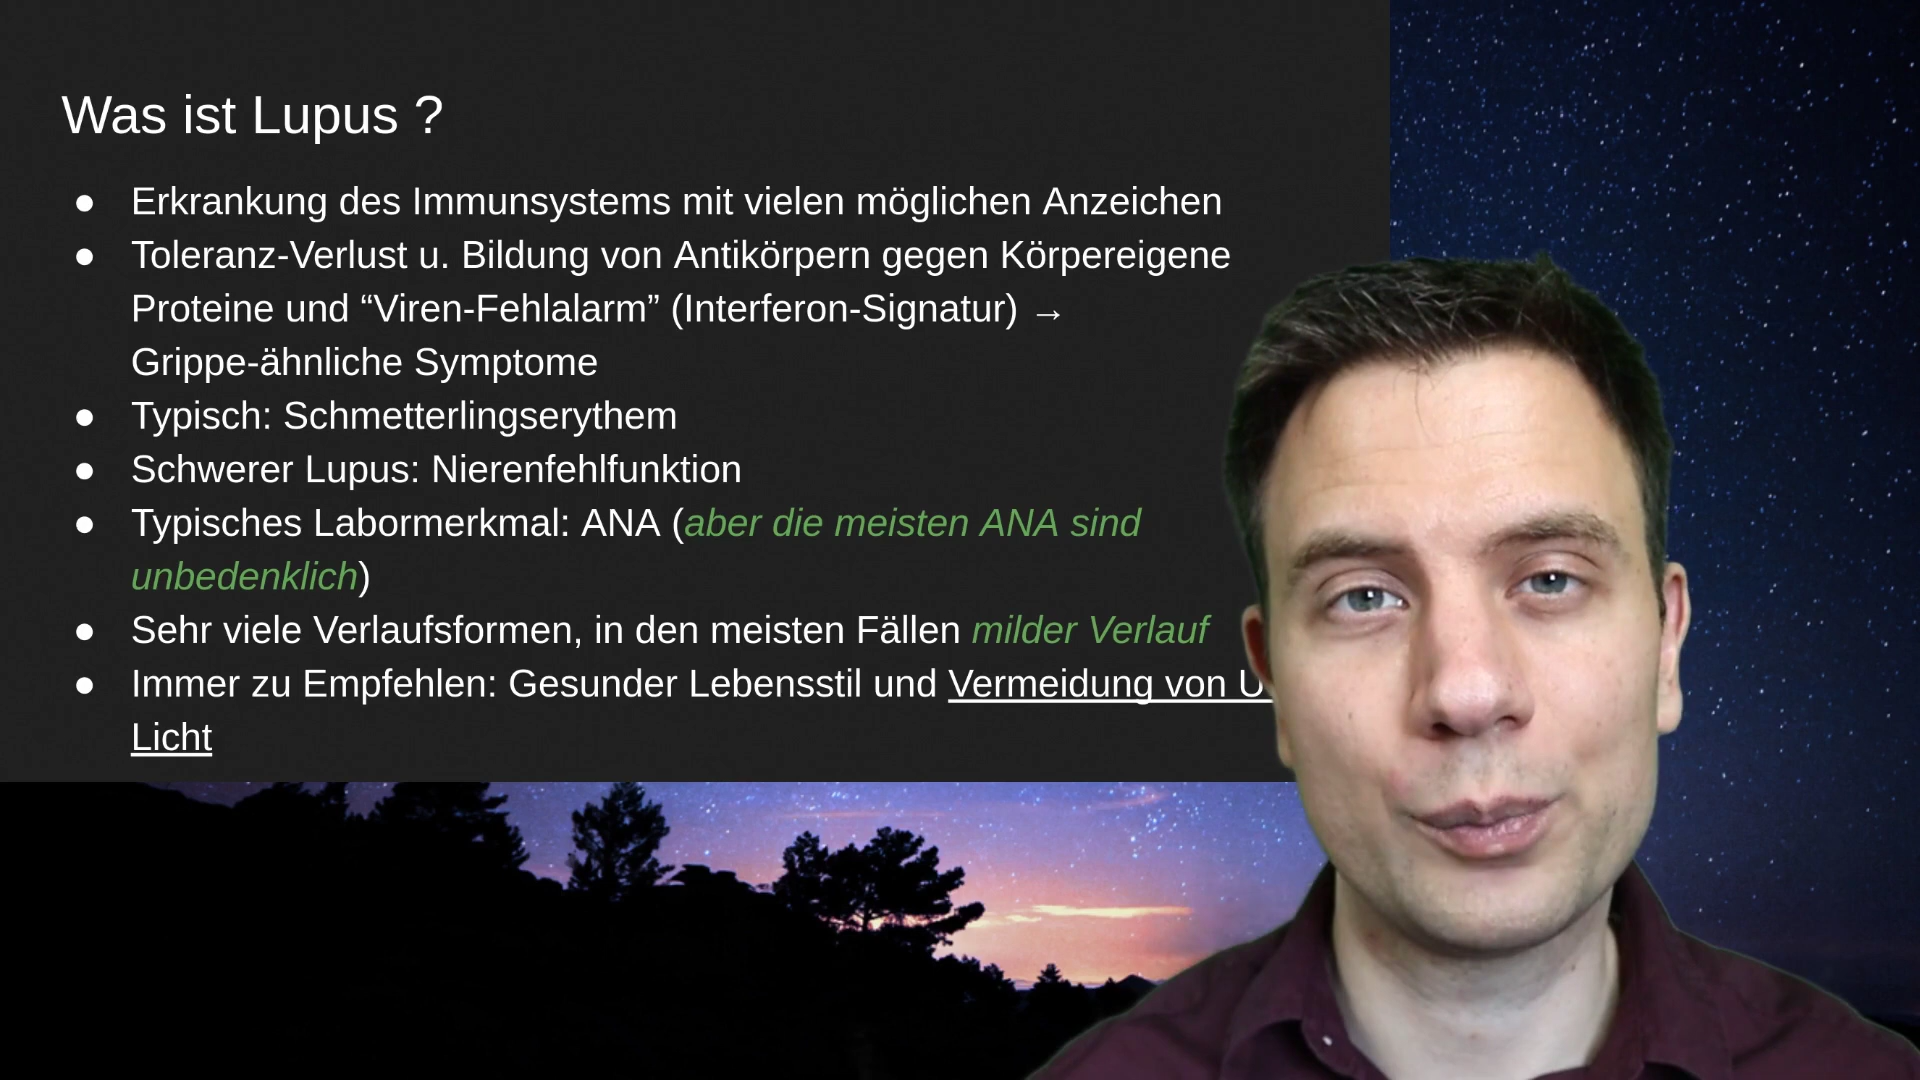 Was ist Lupus ?
● Erkrankung des Immunsystems mit vielen möglichen Anzeichen
● Toleranz-Verlust u. Bildung von Antikörpern gegen Körpereigene
Proteine und “Viren-Fehlalarm” (Interferon-Signatur) →
Grippe-ähnliche Symptome
● Typisch: Schmetterlingserythem
● Schwerer Lupus: Nierenfehlfunktion
● Typisches Labormerkmal: ANA (aber die meisten ANA sind
unbedenklich)
● Sehr viele Verlaufsformen, in den meisten Fällen milder Verlauf
● Immer zu Empfehlen: Gesunder Lebensstil und Vermeidung von
Licht